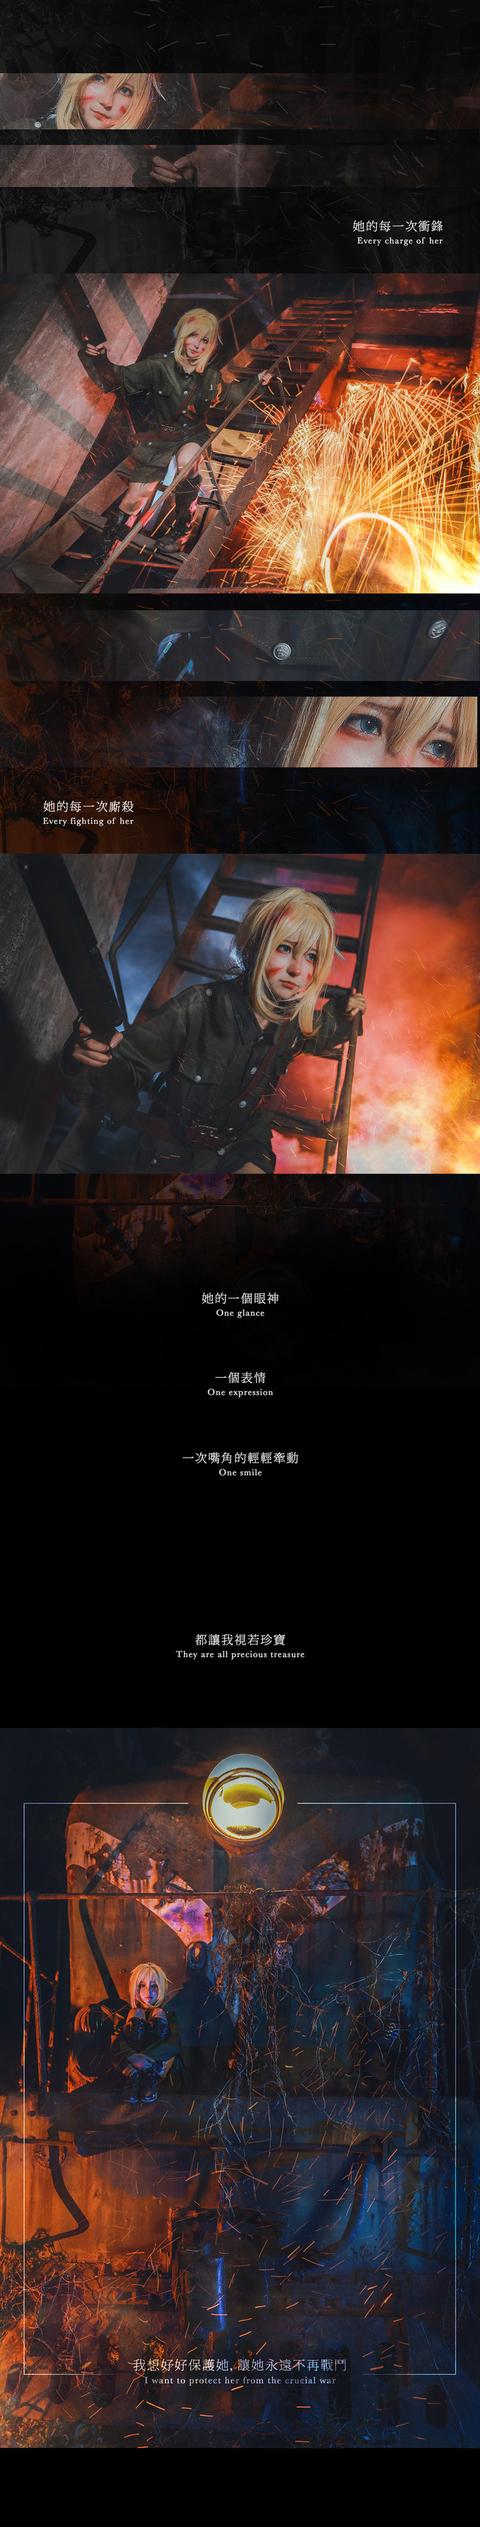 她的每一次衝鋒
Every charge of her
她的每一次廝殺
Every fighting of her
她的一個眼神
One glance
一個表情
One expression
一次嘴角的輕輕牽動
One smile
都讓我視若珍寶
They are all precious treasure
我想好好保護她, 讓她永遠不再戰鬥
I want to protect her from the crucial war